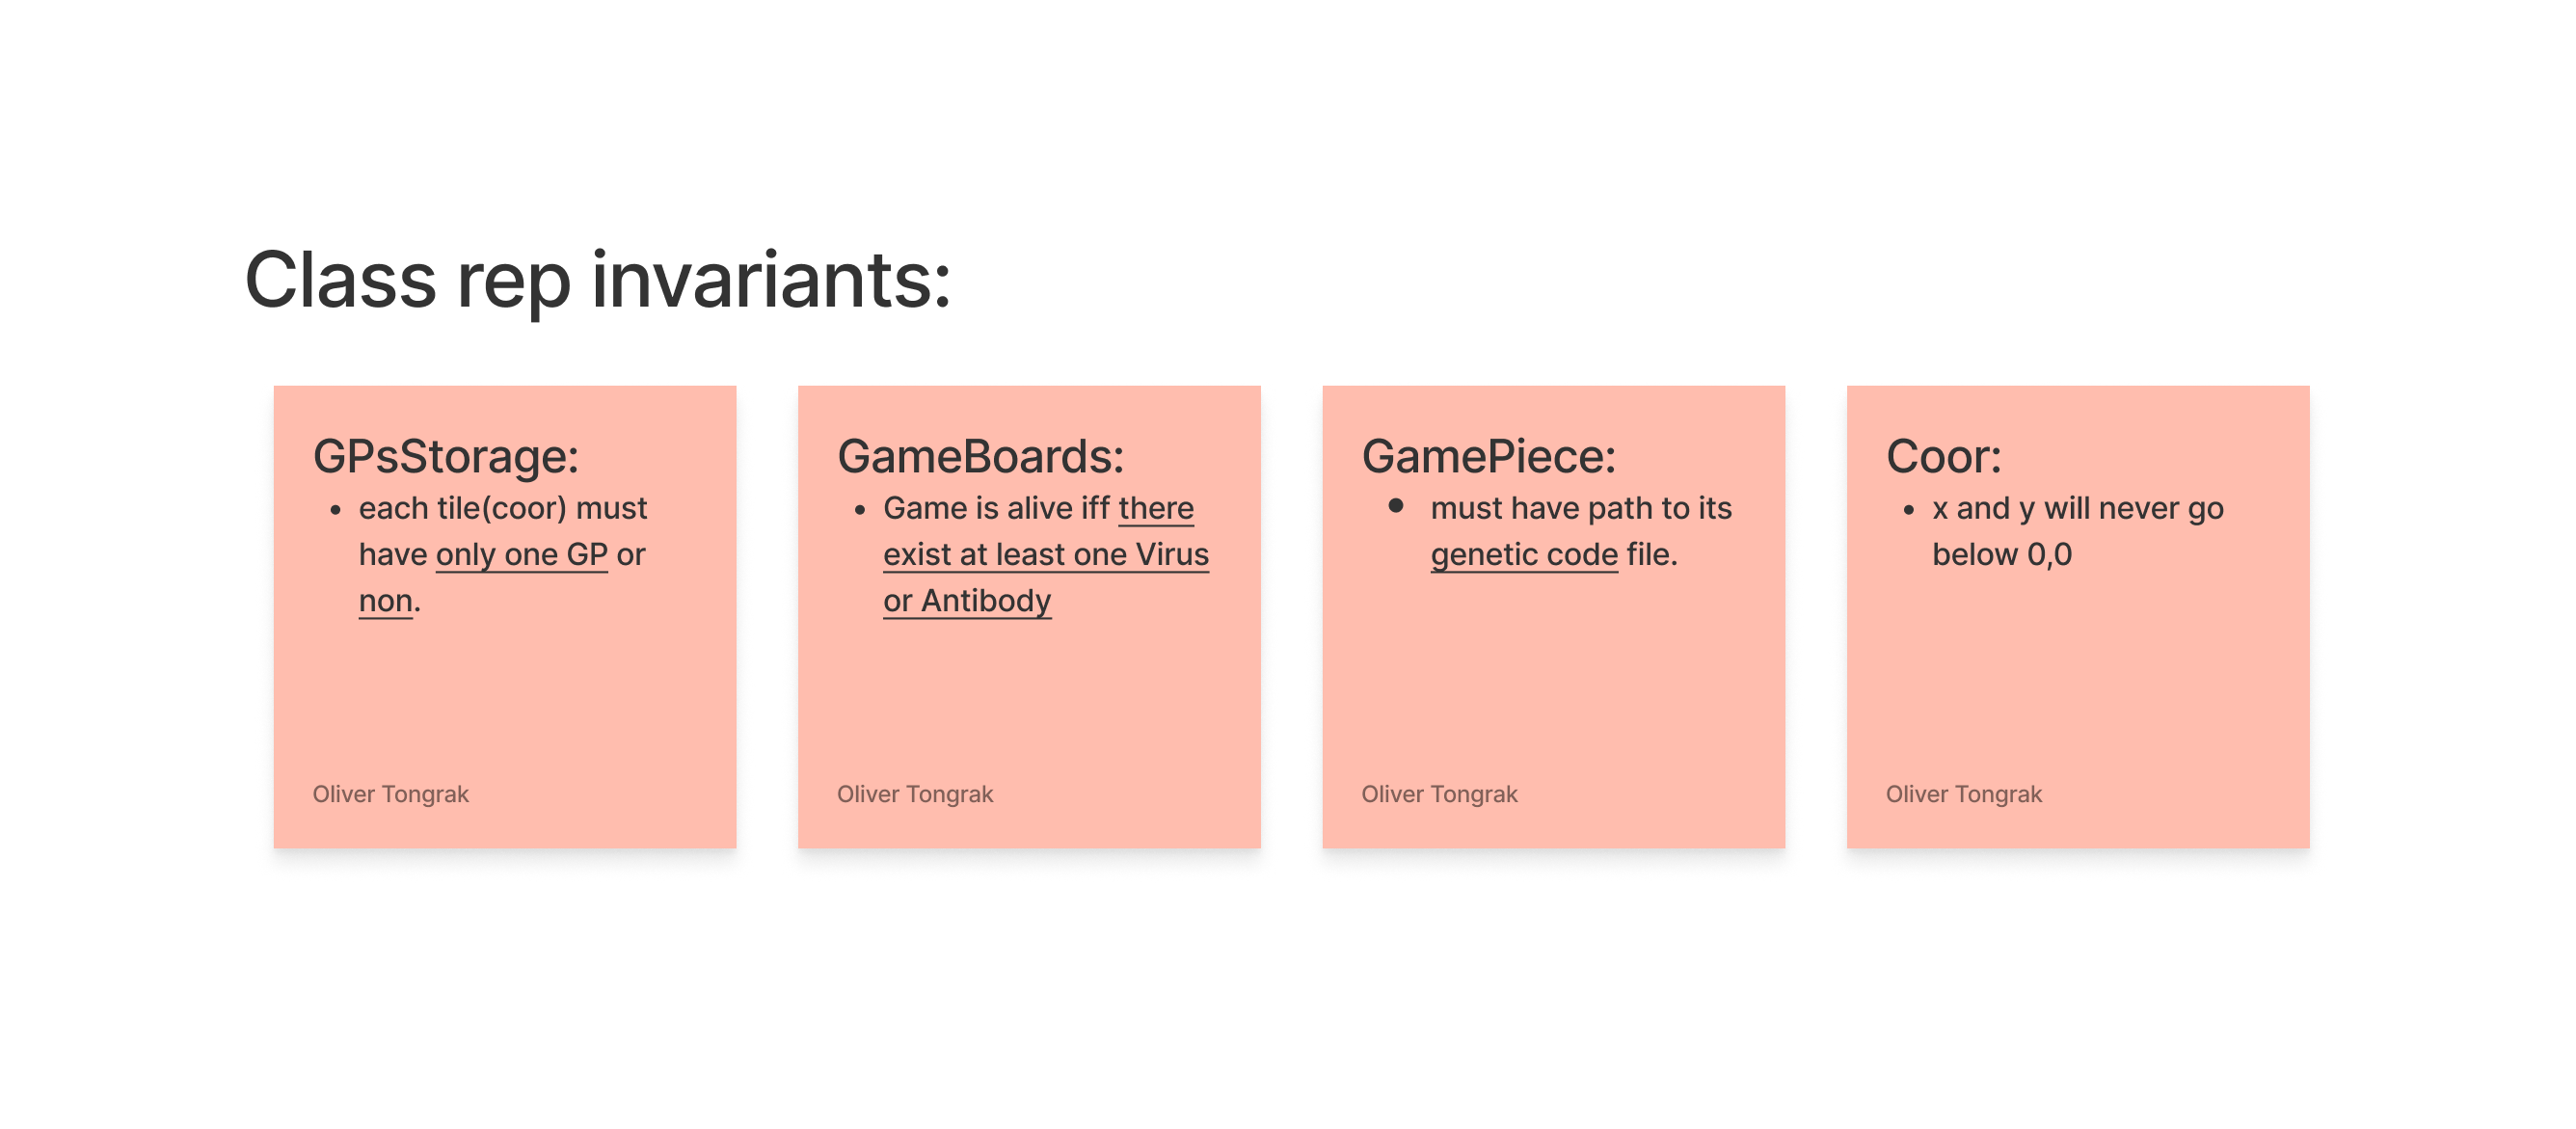 Class rep invariants:
GPsStorage:
• each tile(coor) must
have only one GP or
non.
Oliver Tongrak
GameBoards:
• Game is alive iff there
exist at least one Virus
or Antibody
Oliver Tongrak
GamePiece:
• must have path to its
genetic code file.
Oliver Tongrak
Coor:
• x and y will never go
below 0,0
Oliver Tongrak